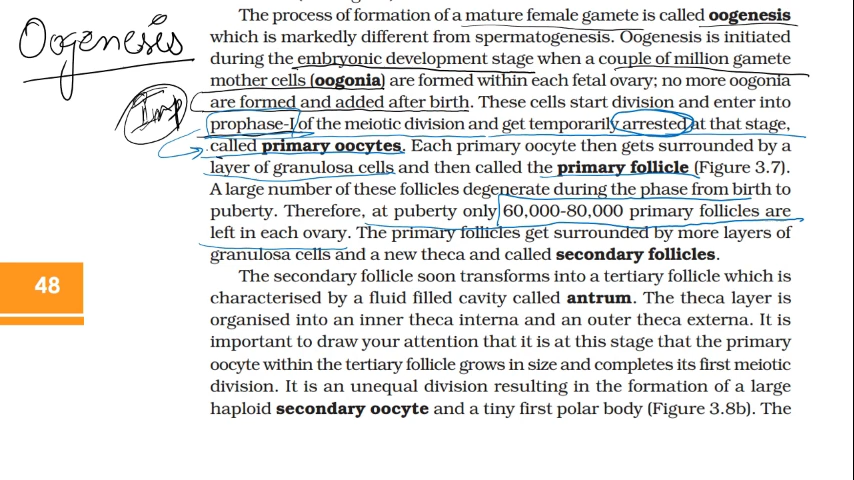 The process of formation of a mature female gamete is called oogenesis
Oogenesis
which is markedly different from spermatogenesis. Oogenesis is initiated
during the embryonic development stage when a couple of million gamete
mother cells (oogonia) are formed within each fetal ovary; no more oogonia
Imp
are formed and added after birth. These cells start division and enter into
prophase-I of the meiotic division and get temporarily arrested at that stage,
called primary oocytes. Each primary oocyte then gets surrounded by a
layer of granulosa cells and then called the primary follicle (Figure 3.7).
A large number of these follicles degenerate during the phase from birth to
puberty. Therefore, at puberty only 60,000-80,000 primary follicles are
left in each ovary. The primary follicles get surrounded by more layers of
granulosa cells and a new theca and called secondary follicles.
48
The secondary follicle soon transforms into a tertiary follicle which is
characterised by a fluid filled cavity called antrum. The theca layer is
organised into an inner theca interna and an outer theca externa. It is
important to draw your attention that it is at this stage that the primary
oocyte within the tertiary follicle grows in size and completes its first meiotic
division. It is an unequal division resulting in the formation of a large
haploid secondary oocyte and a tiny first polar body (Figure 3.8b). The